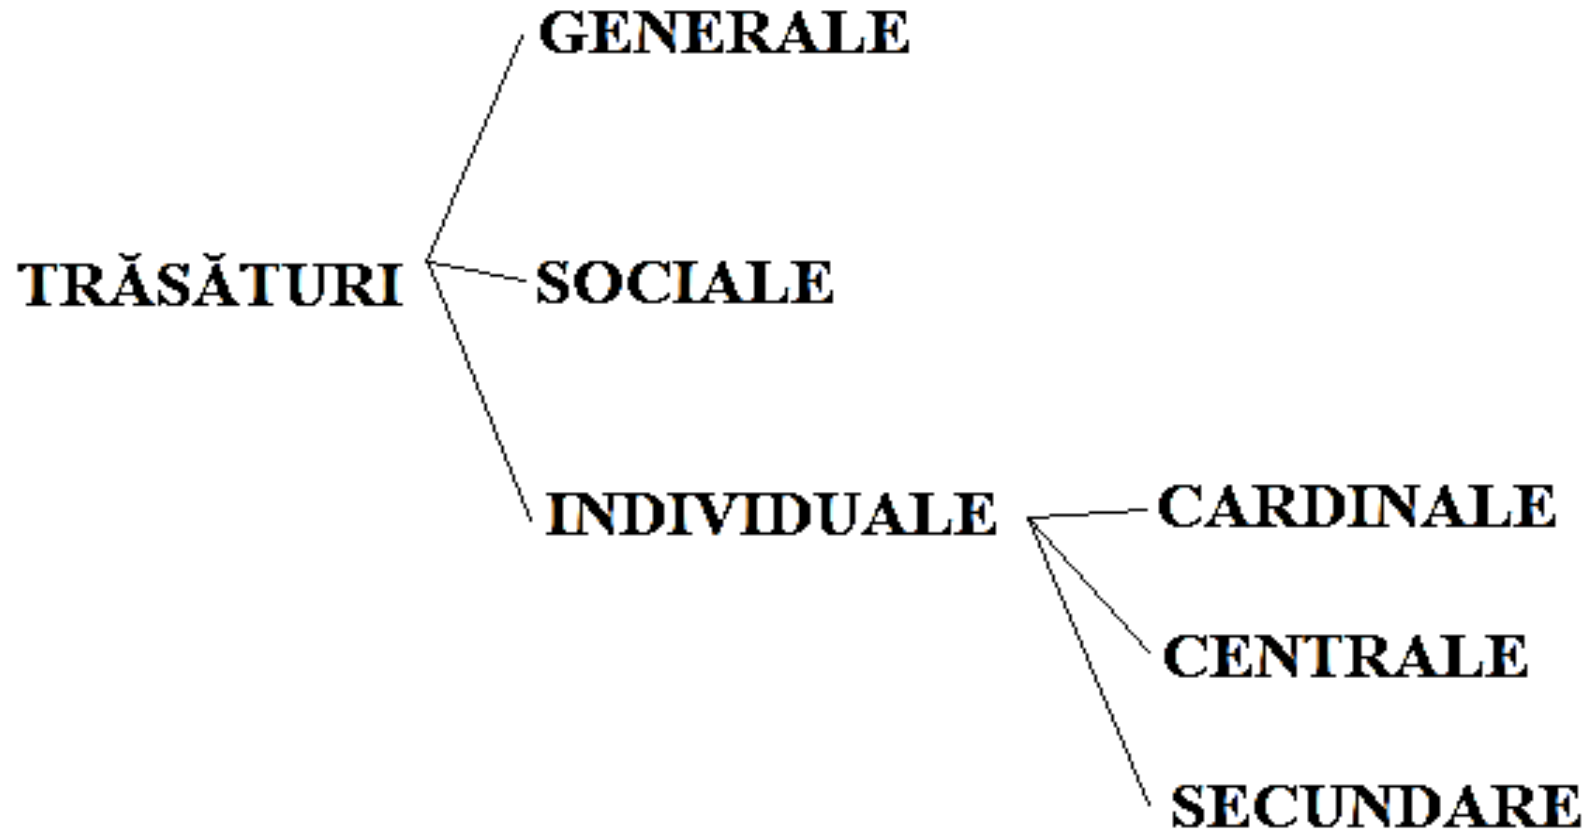 GENERALE
TRĂSĂTURI
SOCIALE
INDIVIDUALE
CARDINALE
CENTRALE
SECUNDARE